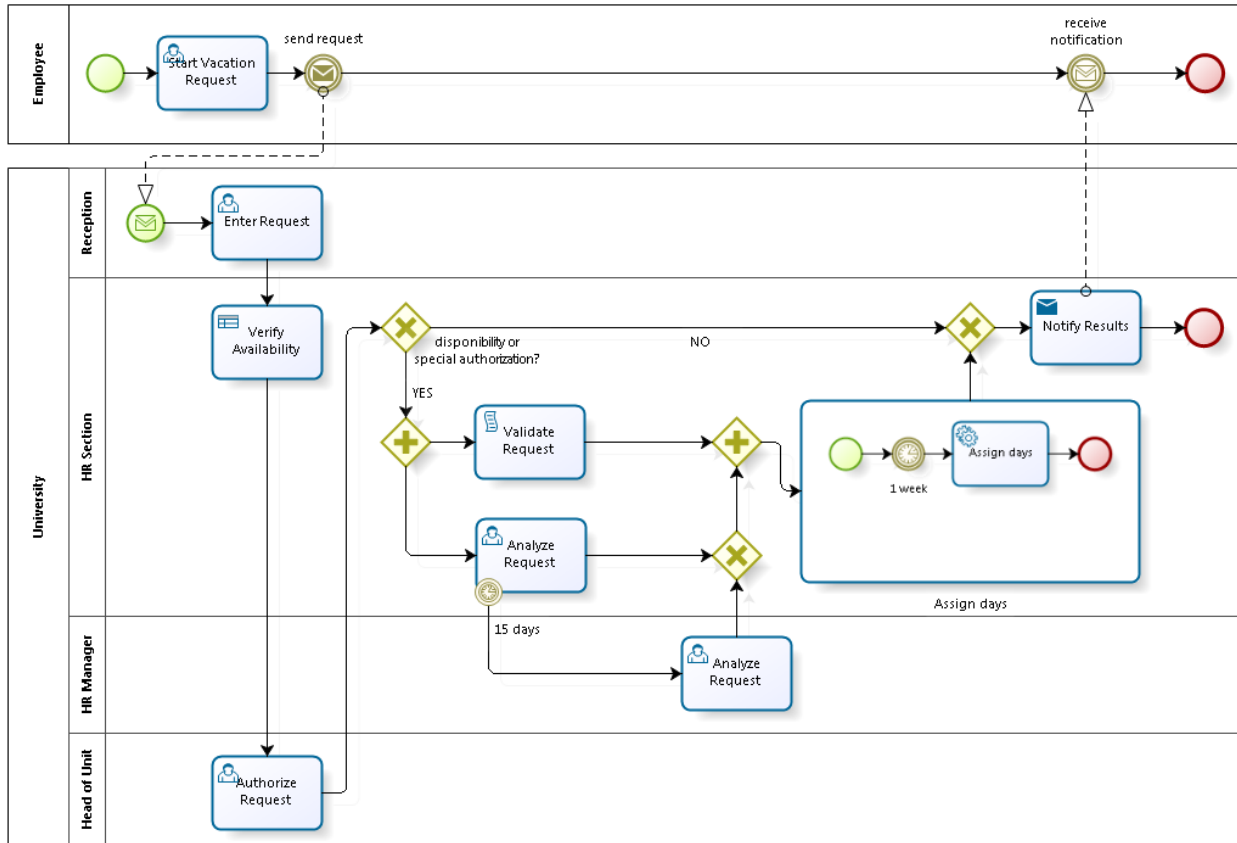 Employee
Start Vacation
Request
send request
receive
notification
University
Reception
Enter Request
HR Section
Verify
Availability
disponibility or
special authorization?
NO
YES
Notify Results
Validate
Request
Analyze
Request
15 days
1 week
Assign days
Assign days
HR Manager
Analyze
Request
Head of Unit
Authorize
Request